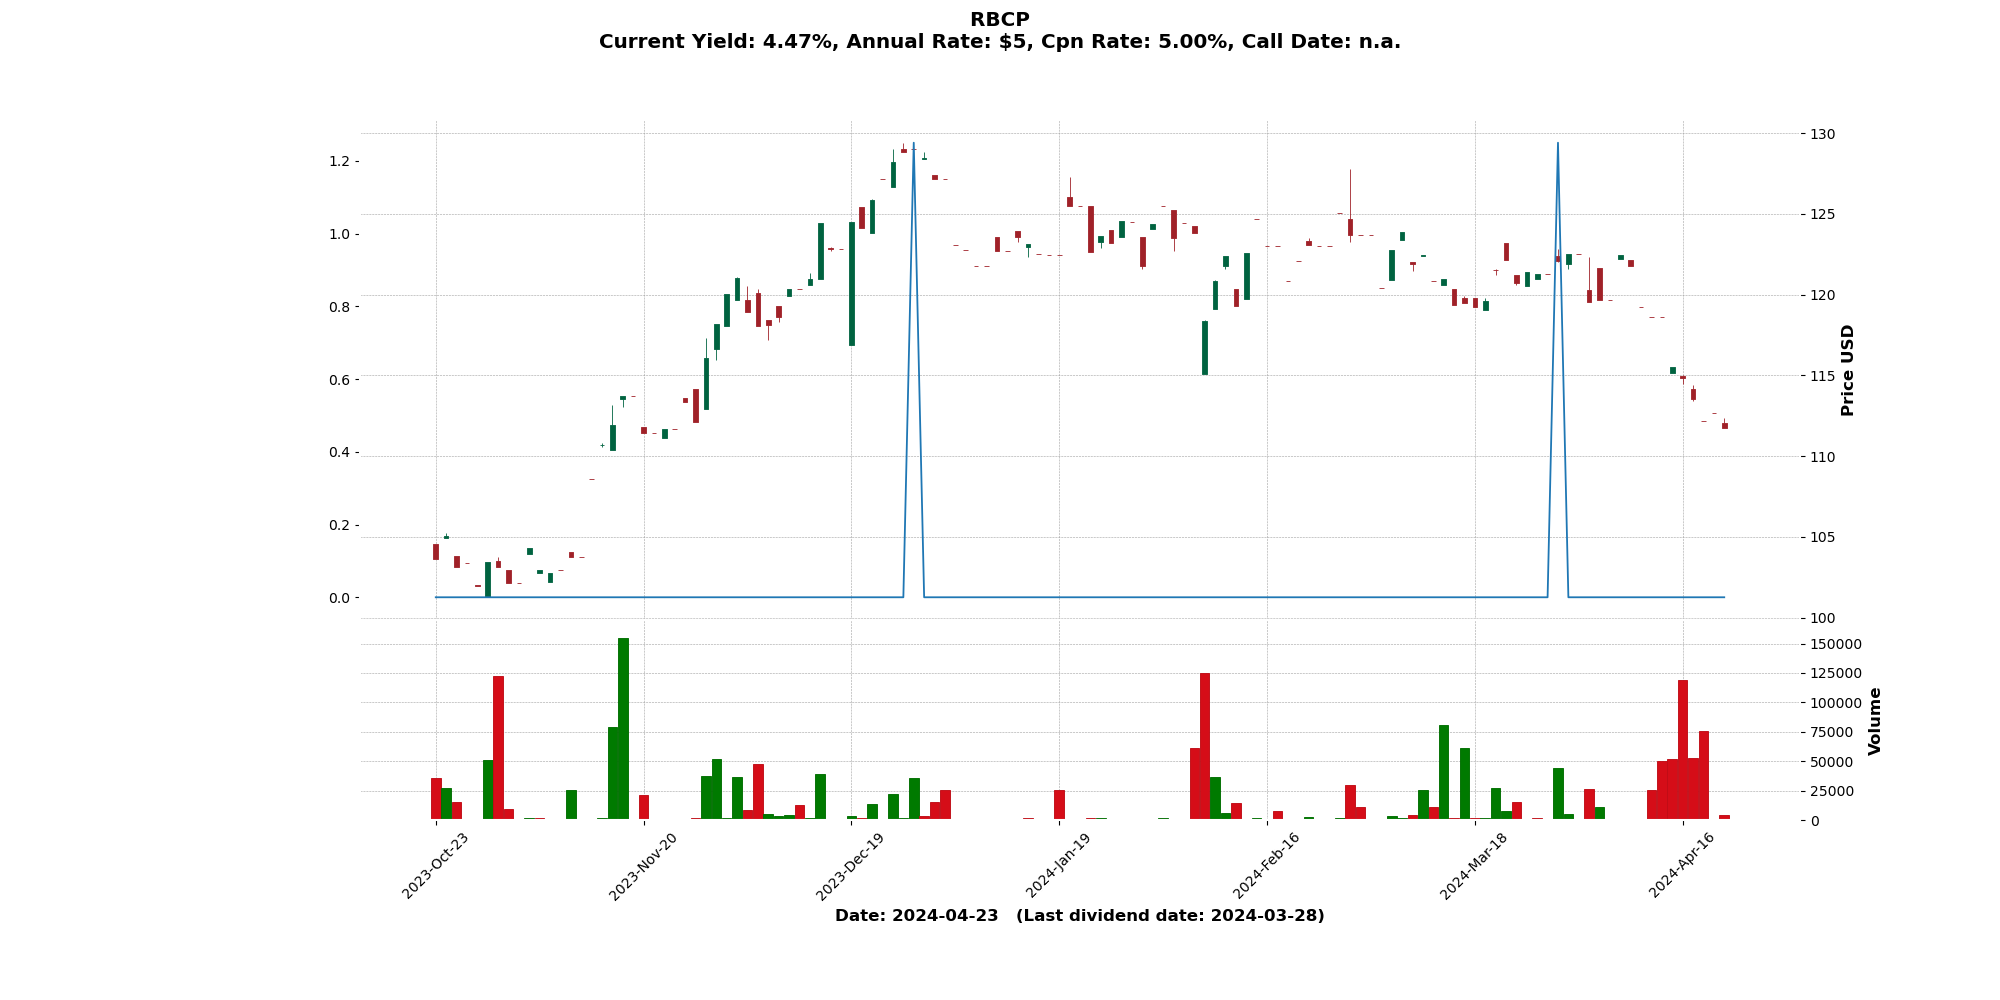 RBCP
Current Yield: 4.47%, Annual Rate: $5, Cpn Rate: 5.00%, Call Date: n.a.
1.2
1.0
0.8
0.6
0.4
0.2
0.0
130
125
120
115
110
105
100
Price USD
150000
125000
100000
75000
50000
25000
0
Volume
2023-Oct-23
2023-Nov-20
2023-Dec-19
2024-Jan-19
2024-Feb-16
2024-Mar-18
2024-Apr-16
Date: 2024-04-23   (Last dividend date: 2024-03-28)